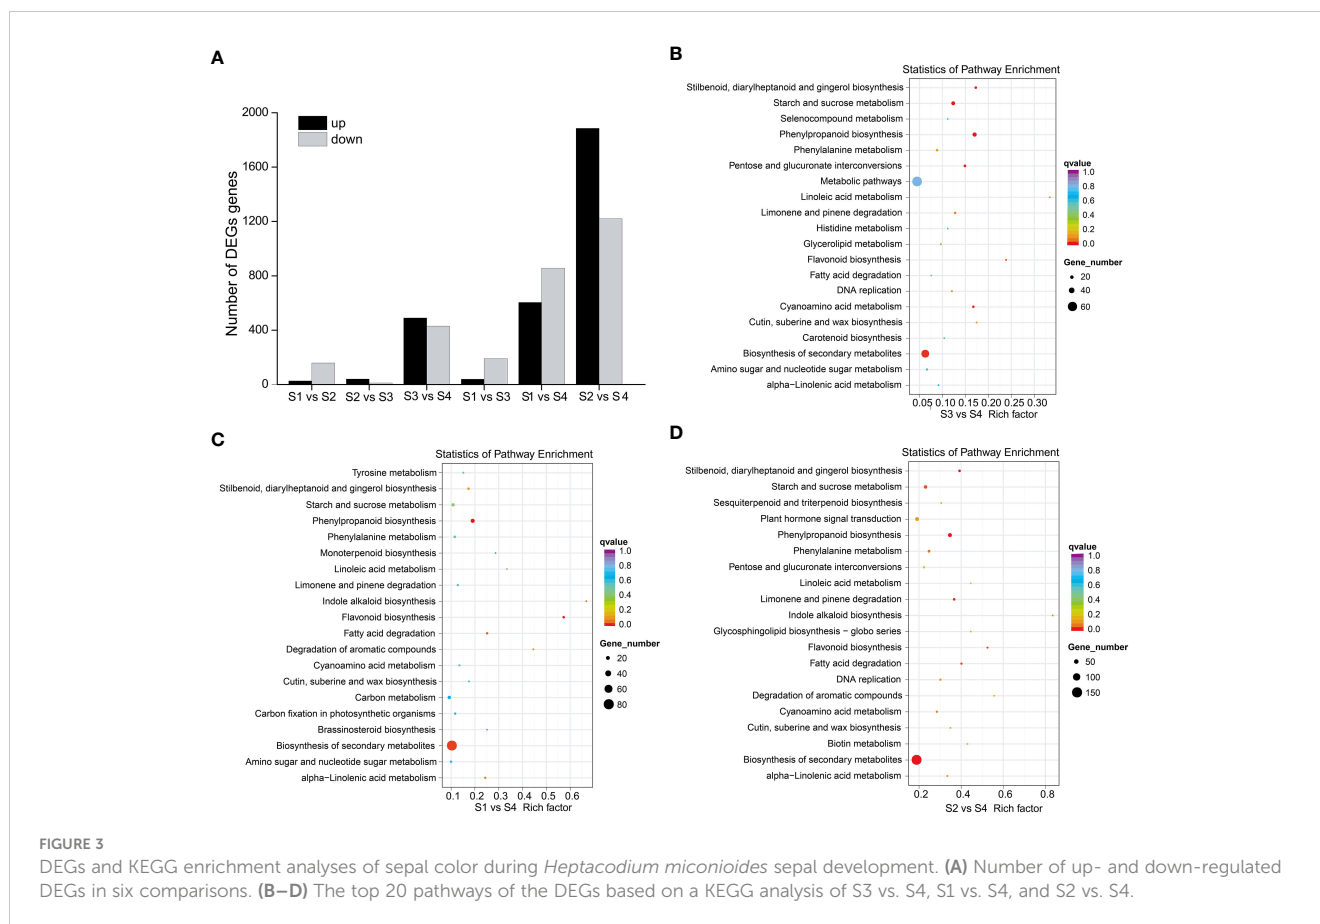 A
Number of DEGs genes
2000
1600
1200
800
400
0
up
down
S1 vs S2
S2 vs S3
S3 vs S4
S1 vs S3
S1 vs S4
S2 vs S4
B
Statistics of Pathway Enrichment
Stilbenoid, diarylheptanoid and gingerol biosynthesis
Starch and sucrose metabolism
Selenocompound metabolism
Phenylpropanoid biosynthesis
Phenylalanine metabolism
Pentose and glucuronate interconversions
Metabolic pathways
Linoleic acid metabolism
Limonene and pinene degradation
Histidine metabolism
Glycerolipid metabolism
Flavonoid biosynthesis
Fatty acid degradation
DNA replication
Cyanoamino acid metabolism
Cutin, suberine and wax biosynthesis
Carotenoid biosynthesis
Biosynthesis of secondary metabolites
Amino sugar and nucleotide sugar metabolism
alpha−Linolenic acid metabolism
0.05 0.10 0.15 0.20 0.25 0.30
S3 vs S4 Rich factor
qvalue
1.0
0.8
0.6
0.4
0.2
0.0
Gene_number
20
40
60
C
Statistics of Pathway Enrichment
Tyrosine metabolism
Stilbenoid, diarylheptanoid and gingerol biosynthesis
Starch and sucrose metabolism
Phenylpropanoid biosynthesis
Phenylalanine metabolism
Monoterpenoid biosynthesis
Linoleic acid metabolism
Limonene and pinene degradation
Indole alkaloid biosynthesis
Flavonoid biosynthesis
Fatty acid degradation
Degradation of aromatic compounds
Cyanoamino acid metabolism
Cutin, suberine and wax biosynthesis
Carbon metabolism
Carbon fixation in photosynthetic organisms
Brassinosteroid biosynthesis
Biosynthesis of secondary metabolites
Amino sugar and nucleotide sugar metabolism
alpha−Linolenic acid metabolism
0.1 0.2 0.3 0.4 0.5 0.6
S1 vs S4 Rich factor
qvalue
1.0
0.8
0.6
0.4
0.2
0.0
Gene_number
20
40
60
80
D
Statistics of Pathway Enrichment
Stilbenoid, diarylheptanoid and gingerol biosynthesis
Starch and sucrose metabolism
Sesquiterpenoid and triterpenoid biosynthesis
Plant hormone signal transduction
Phenylpropanoid biosynthesis
Phenylalanine metabolism
Pentose and glucuronate interconversions
Linoleic acid metabolism
Limonene and pinene degradation
Indole alkaloid biosynthesis
Glycosphingolipid biosynthesis − globo series
Flavonoid biosynthesis
Fatty acid degradation
DNA replication
Degradation of aromatic compounds
Cyanoamino acid metabolism
Cutin, suberine and wax biosynthesis
Biotin metabolism
Biosynthesis of secondary metabolites
alpha−Linolenic acid metabolism
0.2 0.4 0.6 0.8
S2 vs S4 Rich factor
qvalue
1.0
0.8
0.6
0.4
0.2
0.0
Gene_number
50
100
150
FIGURE 3
DEGs and KEGG enrichment analyses of sepal color during Heptacodium miconioides sepal development. (A) Number of up- and down-regulated
DEGs in six comparisons. (B–D) The top 20 pathways of the DEGs based on a KEGG analysis of S3 vs. S4, S1 vs. S4, and S2 vs. S4.